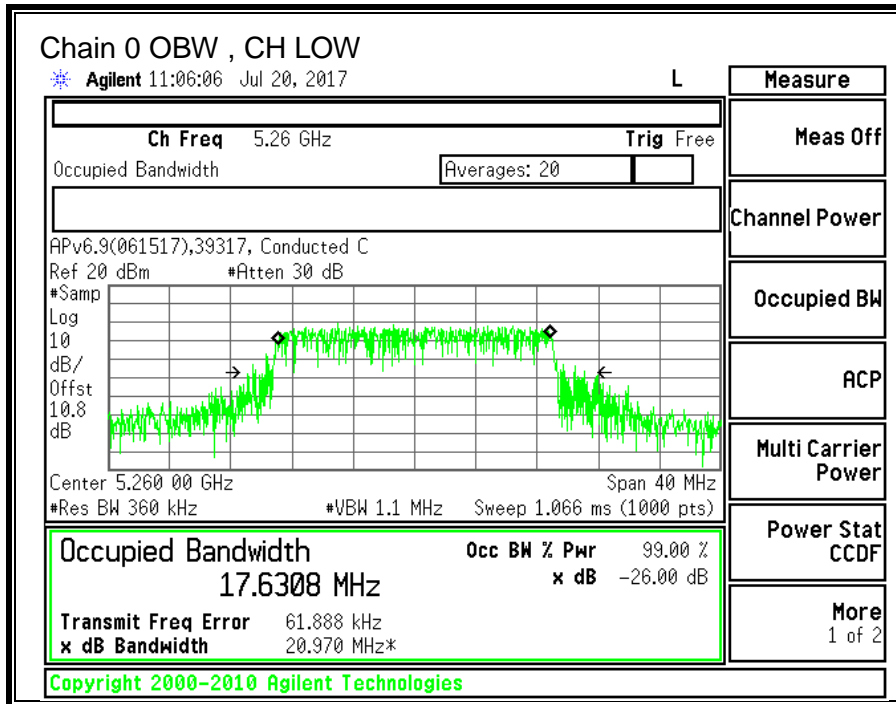 Chain 0 OBW , CH LOW
Agilent 11:06:06 Jul 20, 2017 L
Measure
Ch Freq 5.26 GHz Trig Free
Occupied Bandwidth Averages: 20
APv6.9(061517),39317, Conducted C
Ref 20 dBm #Atten 30 dB
#Samp
Log
10
dB/
Offst
10.8
dB
Center 5.260 00 GHz Span 40 MHz
#Res BW 360 kHz #VBW 1.1 MHz Sweep 1.066 ms (1000 pts)
Occupied Bandwidth Occ BW % Pwr 99.00 %
17.6308 MHz x dB -26.00 dB
Transmit Freq Error 61.888 kHz
x dB Bandwidth 20.970 MHz*
Meas Off
Channel Power
Occupied BW
ACP
Multi Carrier
Power
Power Stat
CCDF
More
1 of 2
Copyright 2000-2010 Agilent Technologies